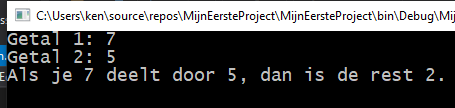 C:\Users\ken\source\repos\MijnEersteProject\MijnEersteProject\bin\Debug\Mij
Getal 1: 7
Getal 2: 5
Als je 7 deelt door 5, dan is de rest 2.